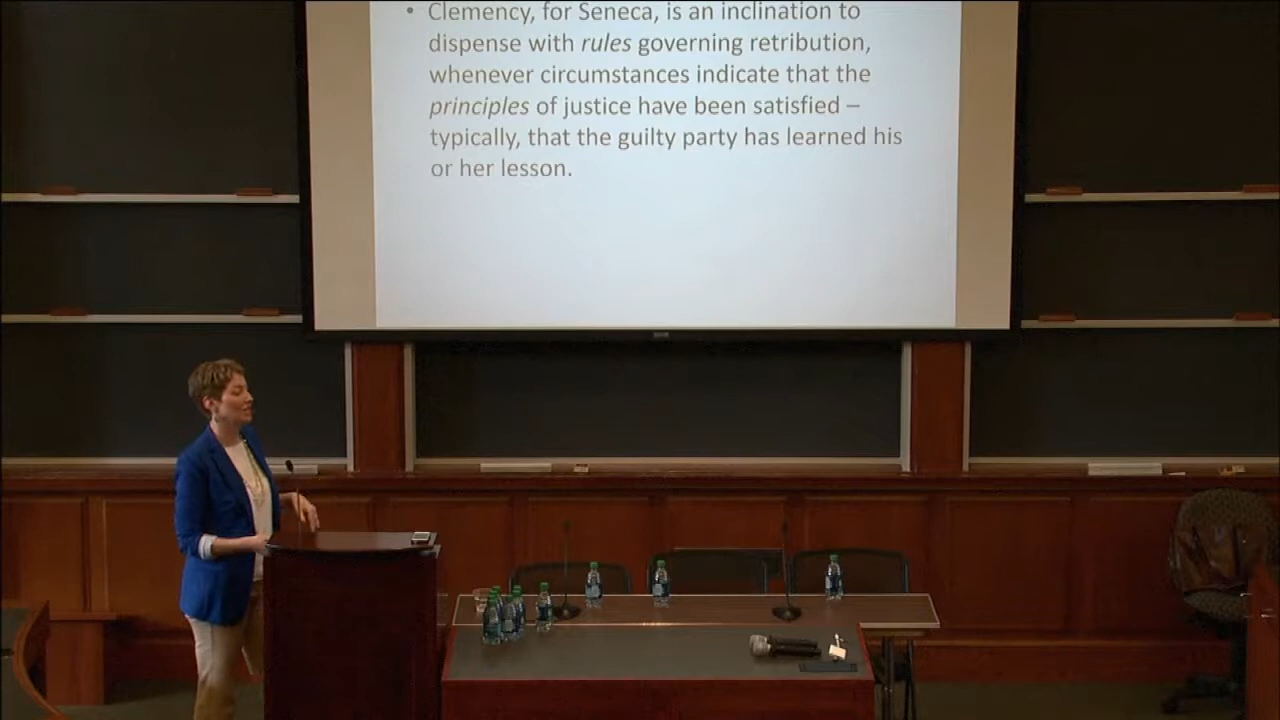 • Clemency, for Seneca, is an inclination to
dispense with rules governing retribution,
whenever circumstances indicate that the
principles of justice have been satisfied –
typically, that the guilty party has learned his
or her lesson.